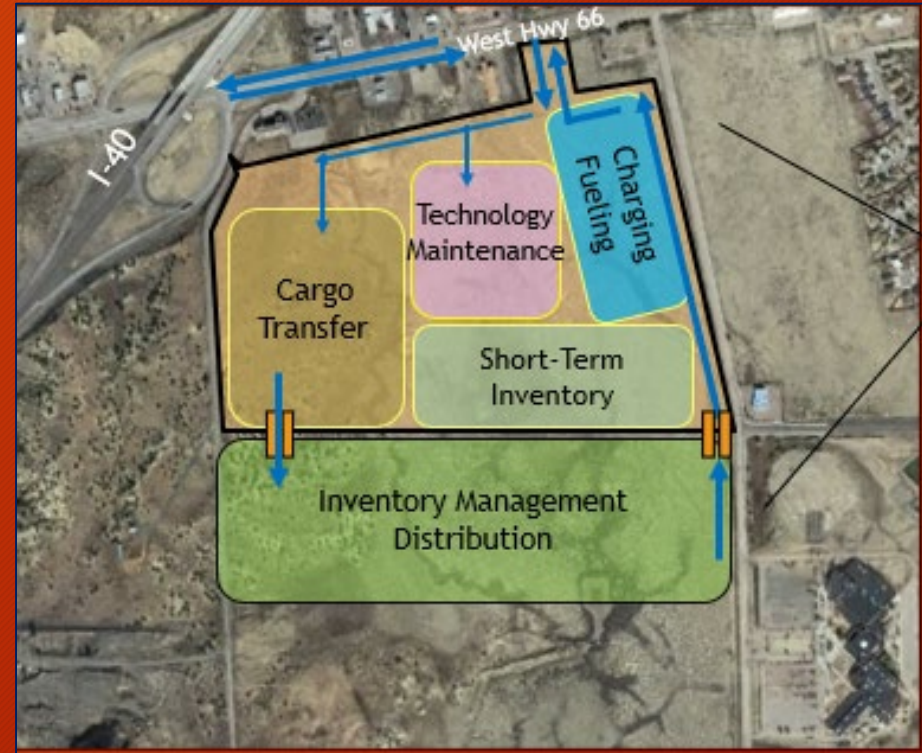 West Hwy 66
I-40
Charging
Fueling
Technology
Maintenance
Cargo
Transfer
Short-Term
Inventory
Inventory Management
Distribution